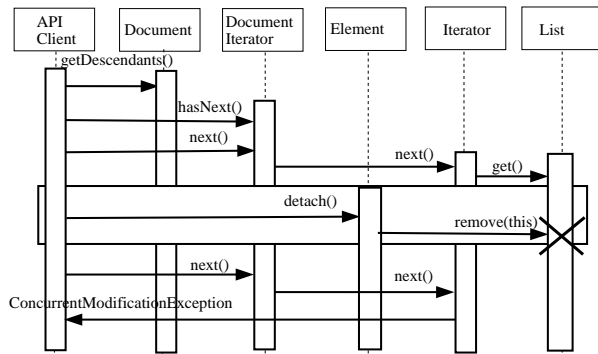 API
Client
Document
Document
Iterator
Element
Iterator
List
getDescendants()
hasNext()
next()
next()
get()
detach()
remove(this)
next()
next()
ConcurrentModificationException